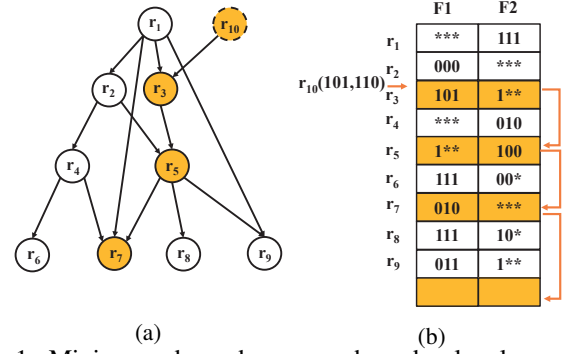 r1
r10
r2
r3
r4
r5
r6
r7
r8
r9
(a)
F1 F2
r1 *** 111
r2 000 ***
r10(101,110)
r3 101 1**
r4 *** 010
r5 1** 100
r6 111 00*
r7 010 ***
r8 111 10*
r9 011 1**
(b)